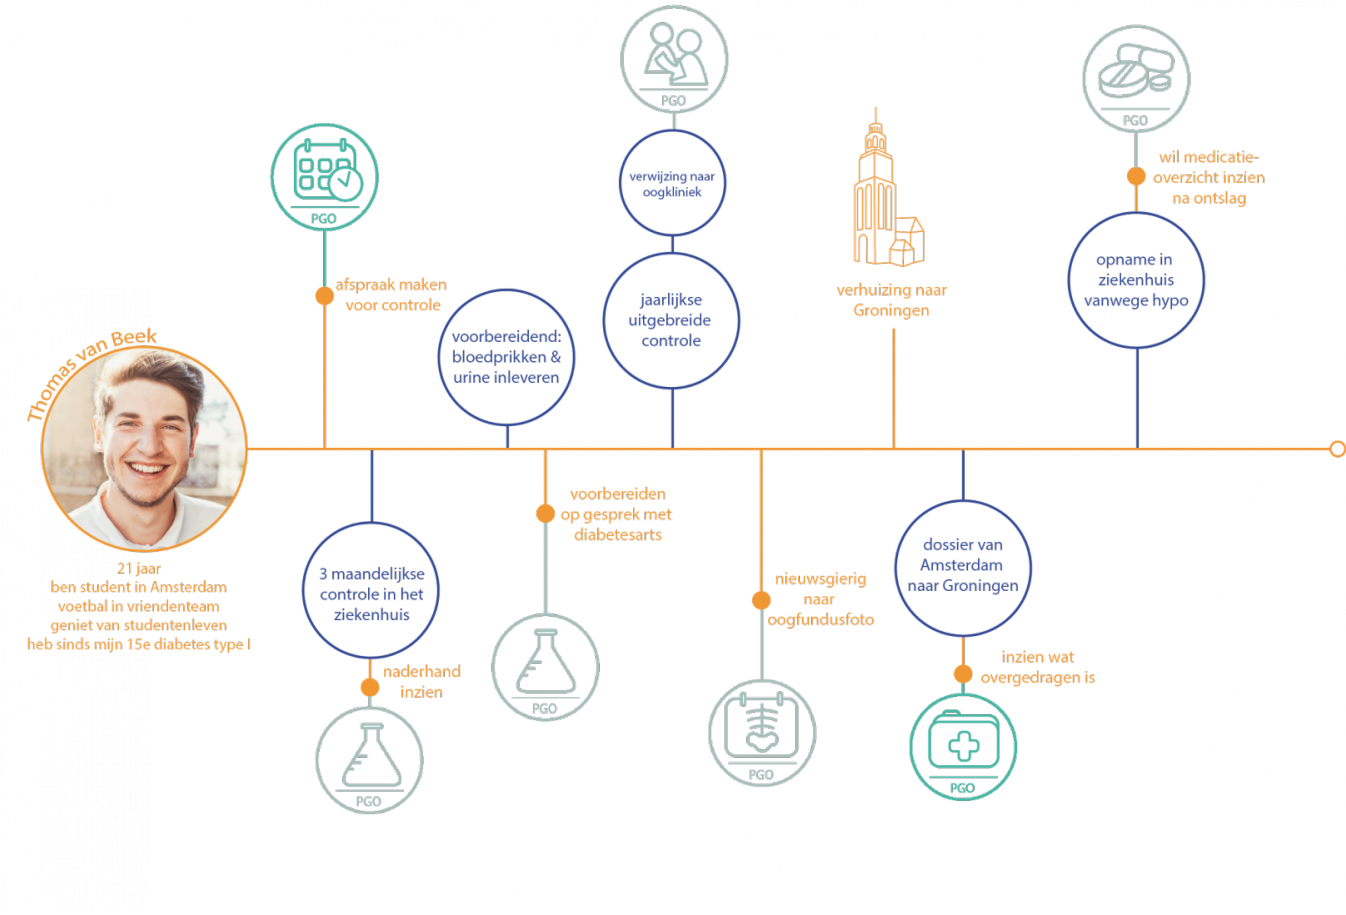 Thomas van Beek
21 jaar
ben student in Amsterdam
voetbal in vriendenteam
geniet van studentenleven
heb sinds mijn 15e diabetes type I
PGO
afspraak maken
voor controle
3 maandelijkse
controle in het
ziekenhuis
naderhand
inzien
PGO
voorbereidend:
bloedprikken &
urine inleveren
voorbereiden
op gesprek met
diabetesarts
PGO
PGO
verwijzing naar
oogkliniek
jaarlijkse
uitgebreide
controle
nieuwsgierig
naar
oogfundusfoto
PGO
verhuizing naar
Groningen
dossier van
Amsterdam
naar Groningen
inzien wat
overgedragen is
PGO
PGO
wil medicatie-
overzicht inzien
na ontslag
opname in
ziekenhuis
vanwege hypo